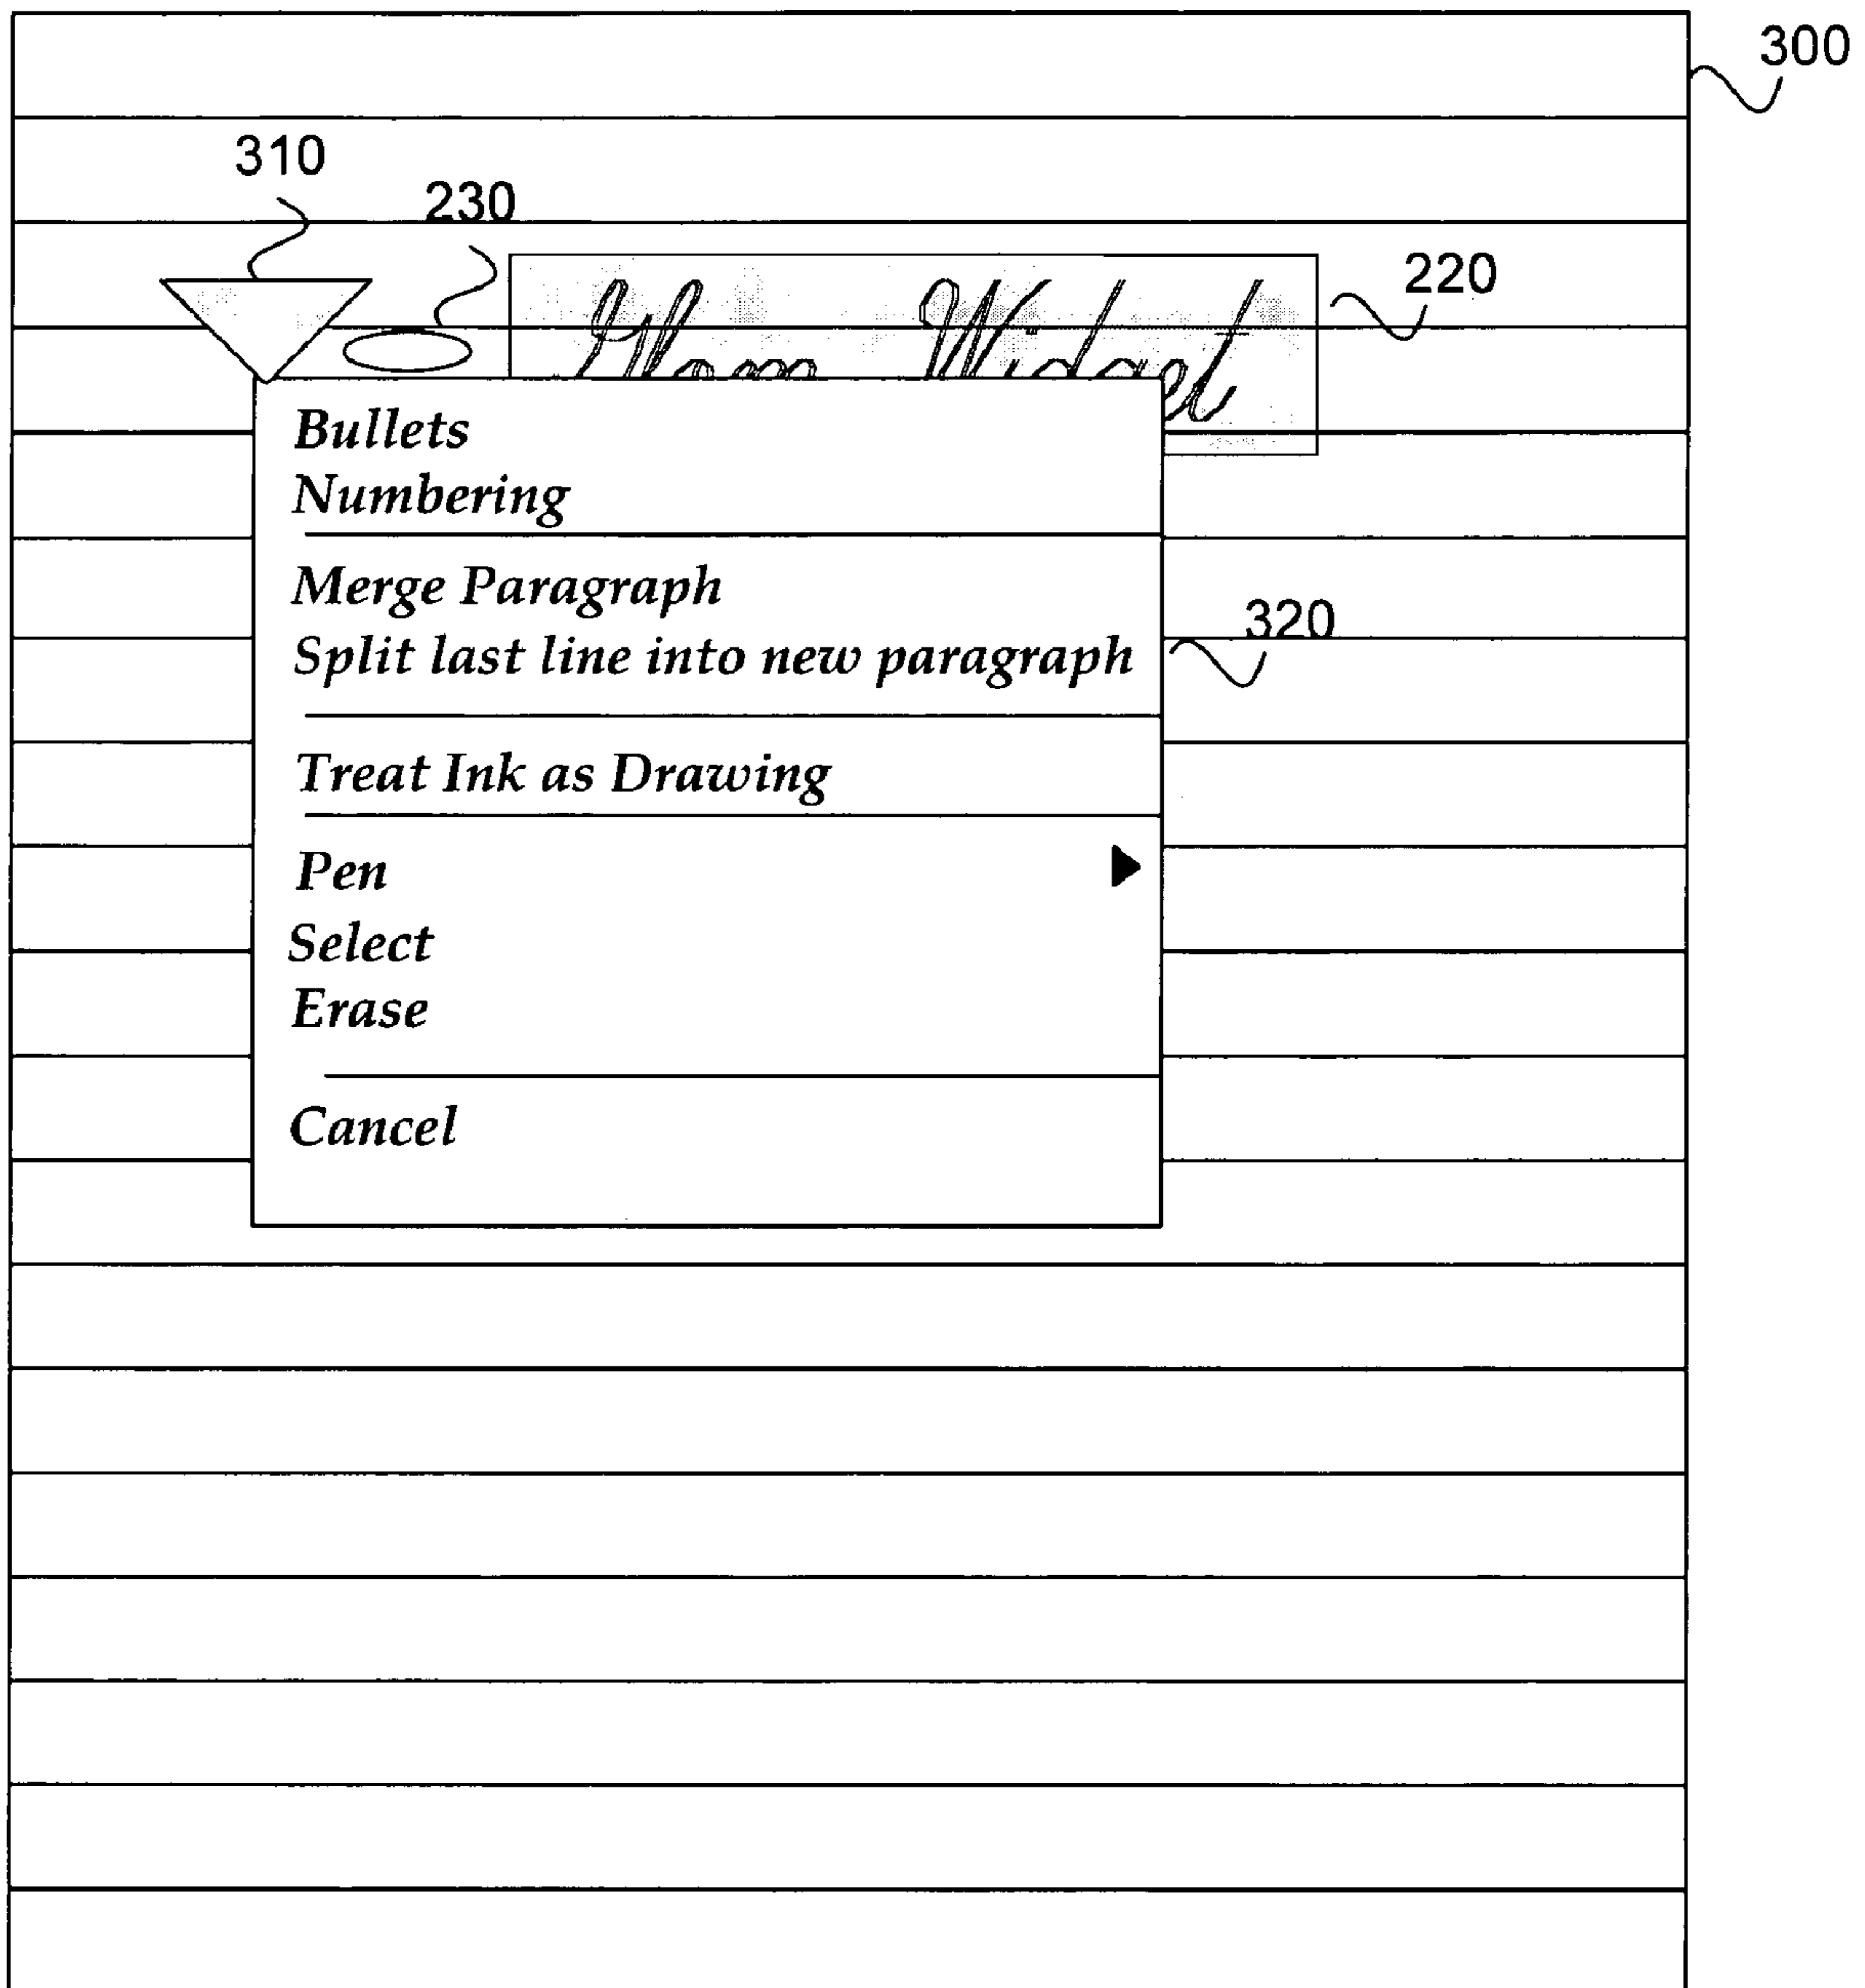 300
310
230
220
Widget
Bullets
Numbering
Merge Paragraph
320
Split last line into new paragraph
Treat Ink as Drawing
Pen
Select
Erase
Cancel